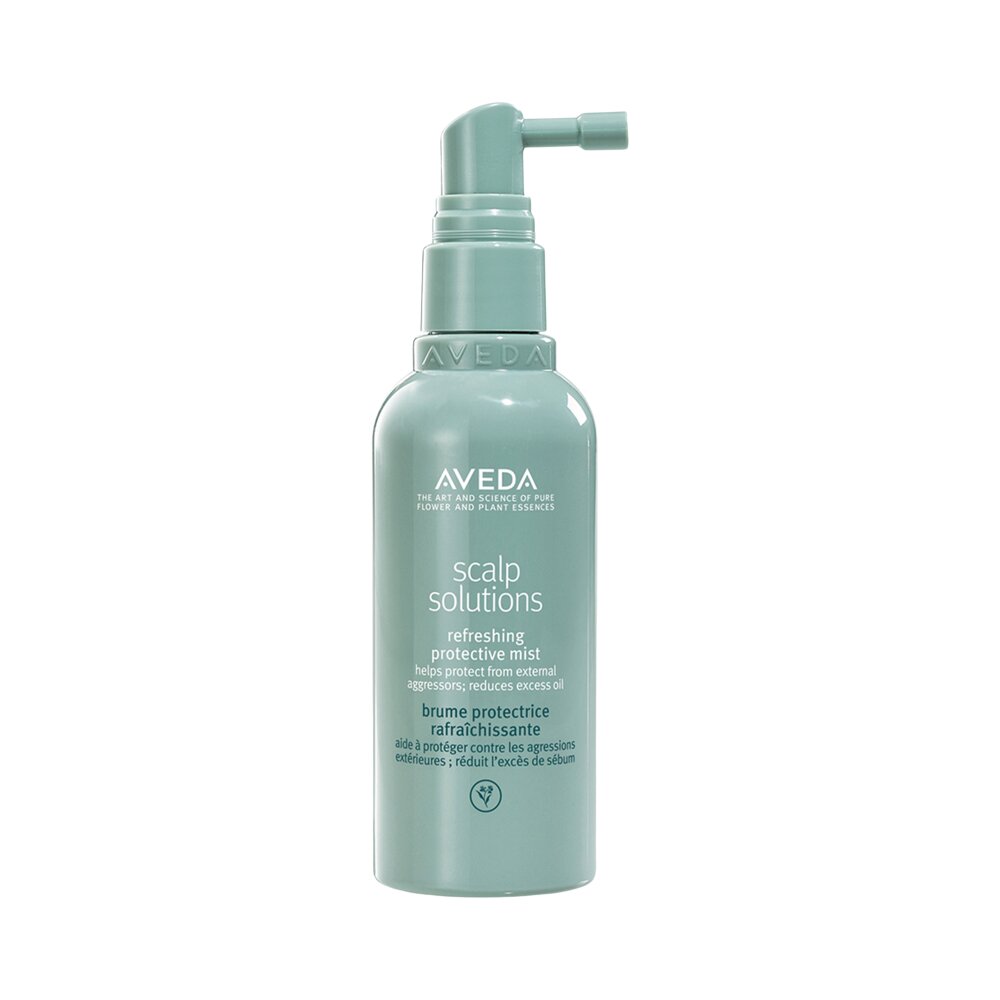 AVEDA
AVEDA
THE ART AND SCIENCE OF PURE
FLOWER AND PLANT ESSENCES
scalp
solutions
refreshing
protective mist
helps protect from external
aggressors; reduces excess oil
brume protectrice
rafraîchissante
aide à protéger contre les agressions
extérieures ; réduit l'excès de sébum